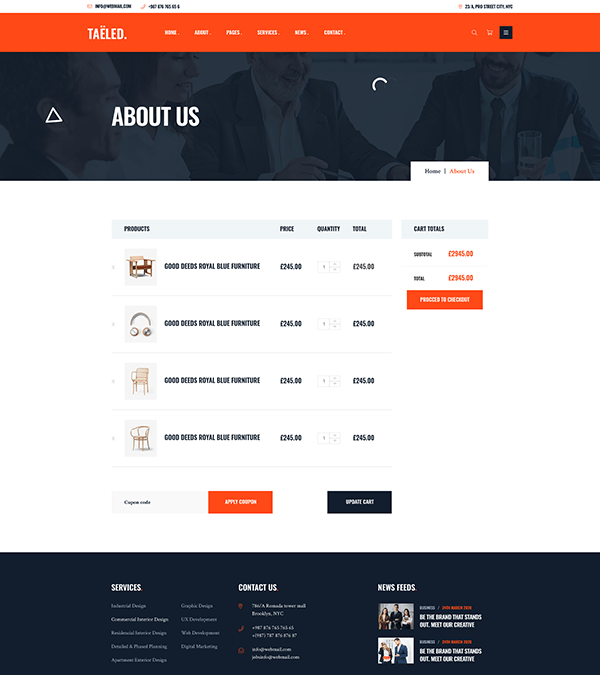 INFO@WEBMAIL.COM
+987 876 765 65 6
23/ A, PRO STREET CITY, NYC
TAËLED.
HOME
ABOUT
PAGES
SERVICES
NEWS
CONTACT
ABOUT US
Home | About Us
PRODUCTS PRICE QUANTITY TOTAL
GOOD DEEDS ROYAL BLUE FURNITURE £245.00 1 £245.00
GOOD DEEDS ROYAL BLUE FURNITURE £245.00 1 £245.00
GOOD DEEDS ROYAL BLUE FURNITURE £245.00 1 £245.00
GOOD DEEDS ROYAL BLUE FURNITURE £245.00 1 £245.00
CART TOTALS
SUBTOTAL £2945.00
TOTAL £2945.00
PROCCED TO CHECKOUT
Cupon code
APPLY COUPON
UPDATE CART
SERVICES.
Industrial Design
Commercial Interior Design
Residencial Interior Design
Detailed & Phased Planning
Apartment Exterior Design
Graphic Design
UX Development
Web Development
Digital Marketing
CONTACT US.
786/A Romada tower mall
Brooklyn, NYC
+987 876 765 765 65
+(987) 787 876 876 87
info@webmail.com
jobsinfo@webmail.com
NEWS FEEDS.
BUSINESS / 24TH MARCH 2020
BE THE BRAND THAT STANDS
OUT. MEET OUR CREATIVE
BUSINESS / 24TH MARCH 2020
BE THE BRAND THAT STANDS
OUT. MEET OUR CREATIVE